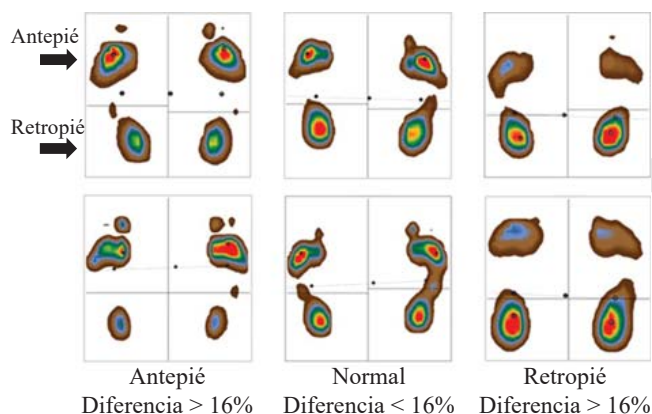 Antepié
Retropié
Antepié
Normal
Retropié
Diferencia > 16%
Diferencia < 16%
Diferencia > 16%